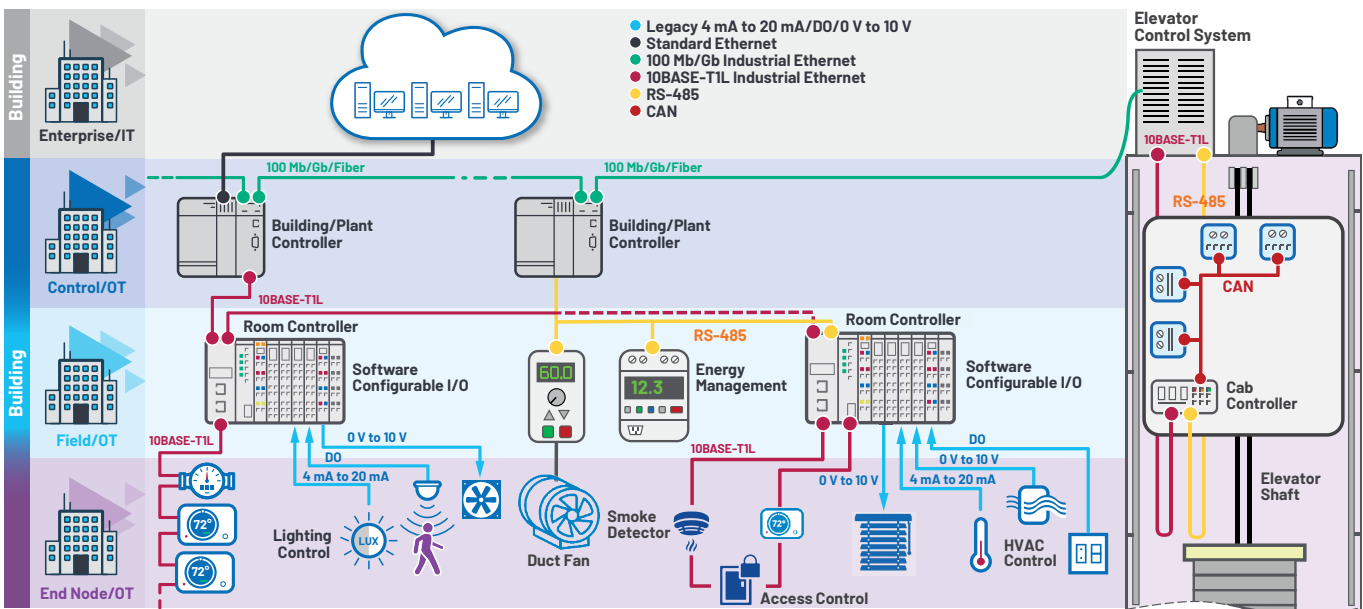 Building
Enterprise/IT
Legacy 4 mA to 20 mA/DO/0 V to 10 V
Standard Ethernet
100 Mb/Gb Industrial Ethernet
10BASE-T1L Industrial Ethernet
RS-485
CAN
Elevator
Control System
10BASE-T1L
RS-485
CAN
Cab
Controller
Elevator
Shaft
Building
Control/OT
100 Mb/Gb/Fiber
100 Mb/Gb/Fiber
Building/Plant
Controller
Building/Plant
Controller
10BASE-T1L
Field/OT
Room Controller
Software
Configurable I/O
RS-485
60.0
12.3
W
Energy
Management
Room Controller
Software
Configurable I/O
10BASE-T1L
0 V to 10 V
DO
4 mA to 20 mA
10BASE-T1L
0 V to 10 V
DO
0 V to 10 V
4 mA to 20 mA
End Node/OT
72°
72°
Lighting
Control
LUX
Duct Fan
Smoke
Detector
72°
Access Control
HVAC
Control